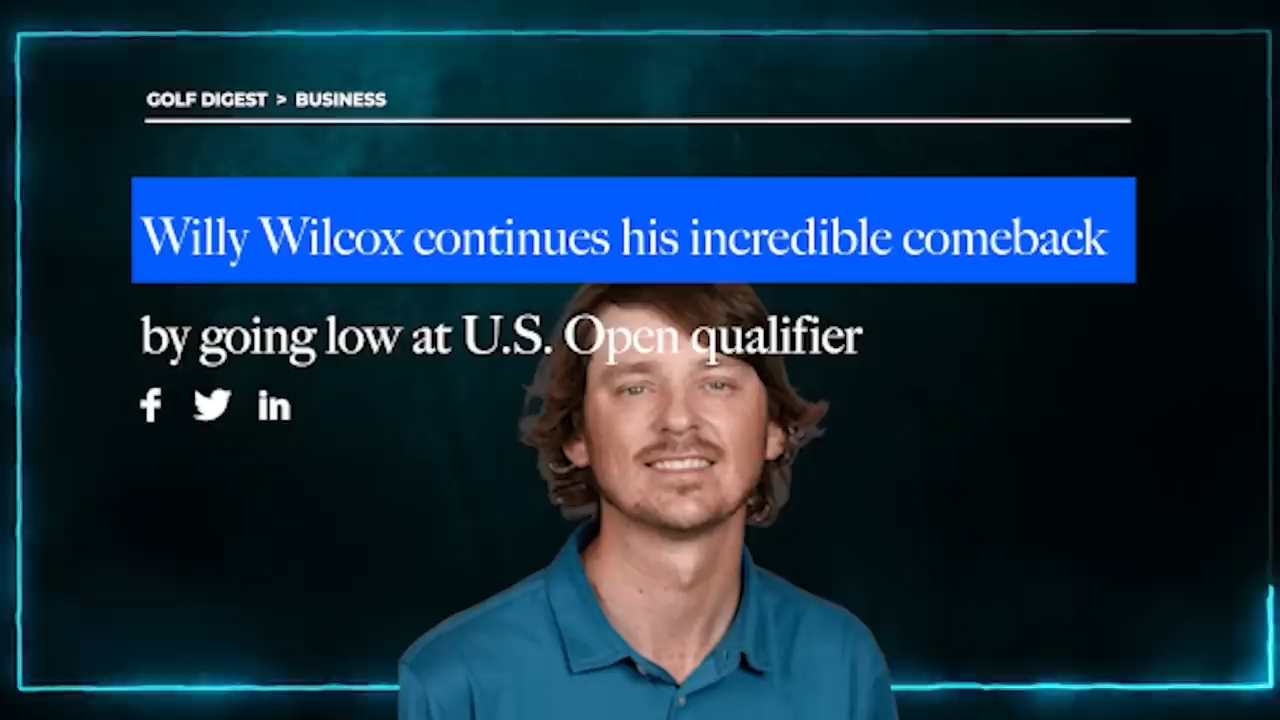 GOLF DIGEST > BUSINESS
Willy Wilcox continues his incredible comeback
by going low at U.S. Open qualifier